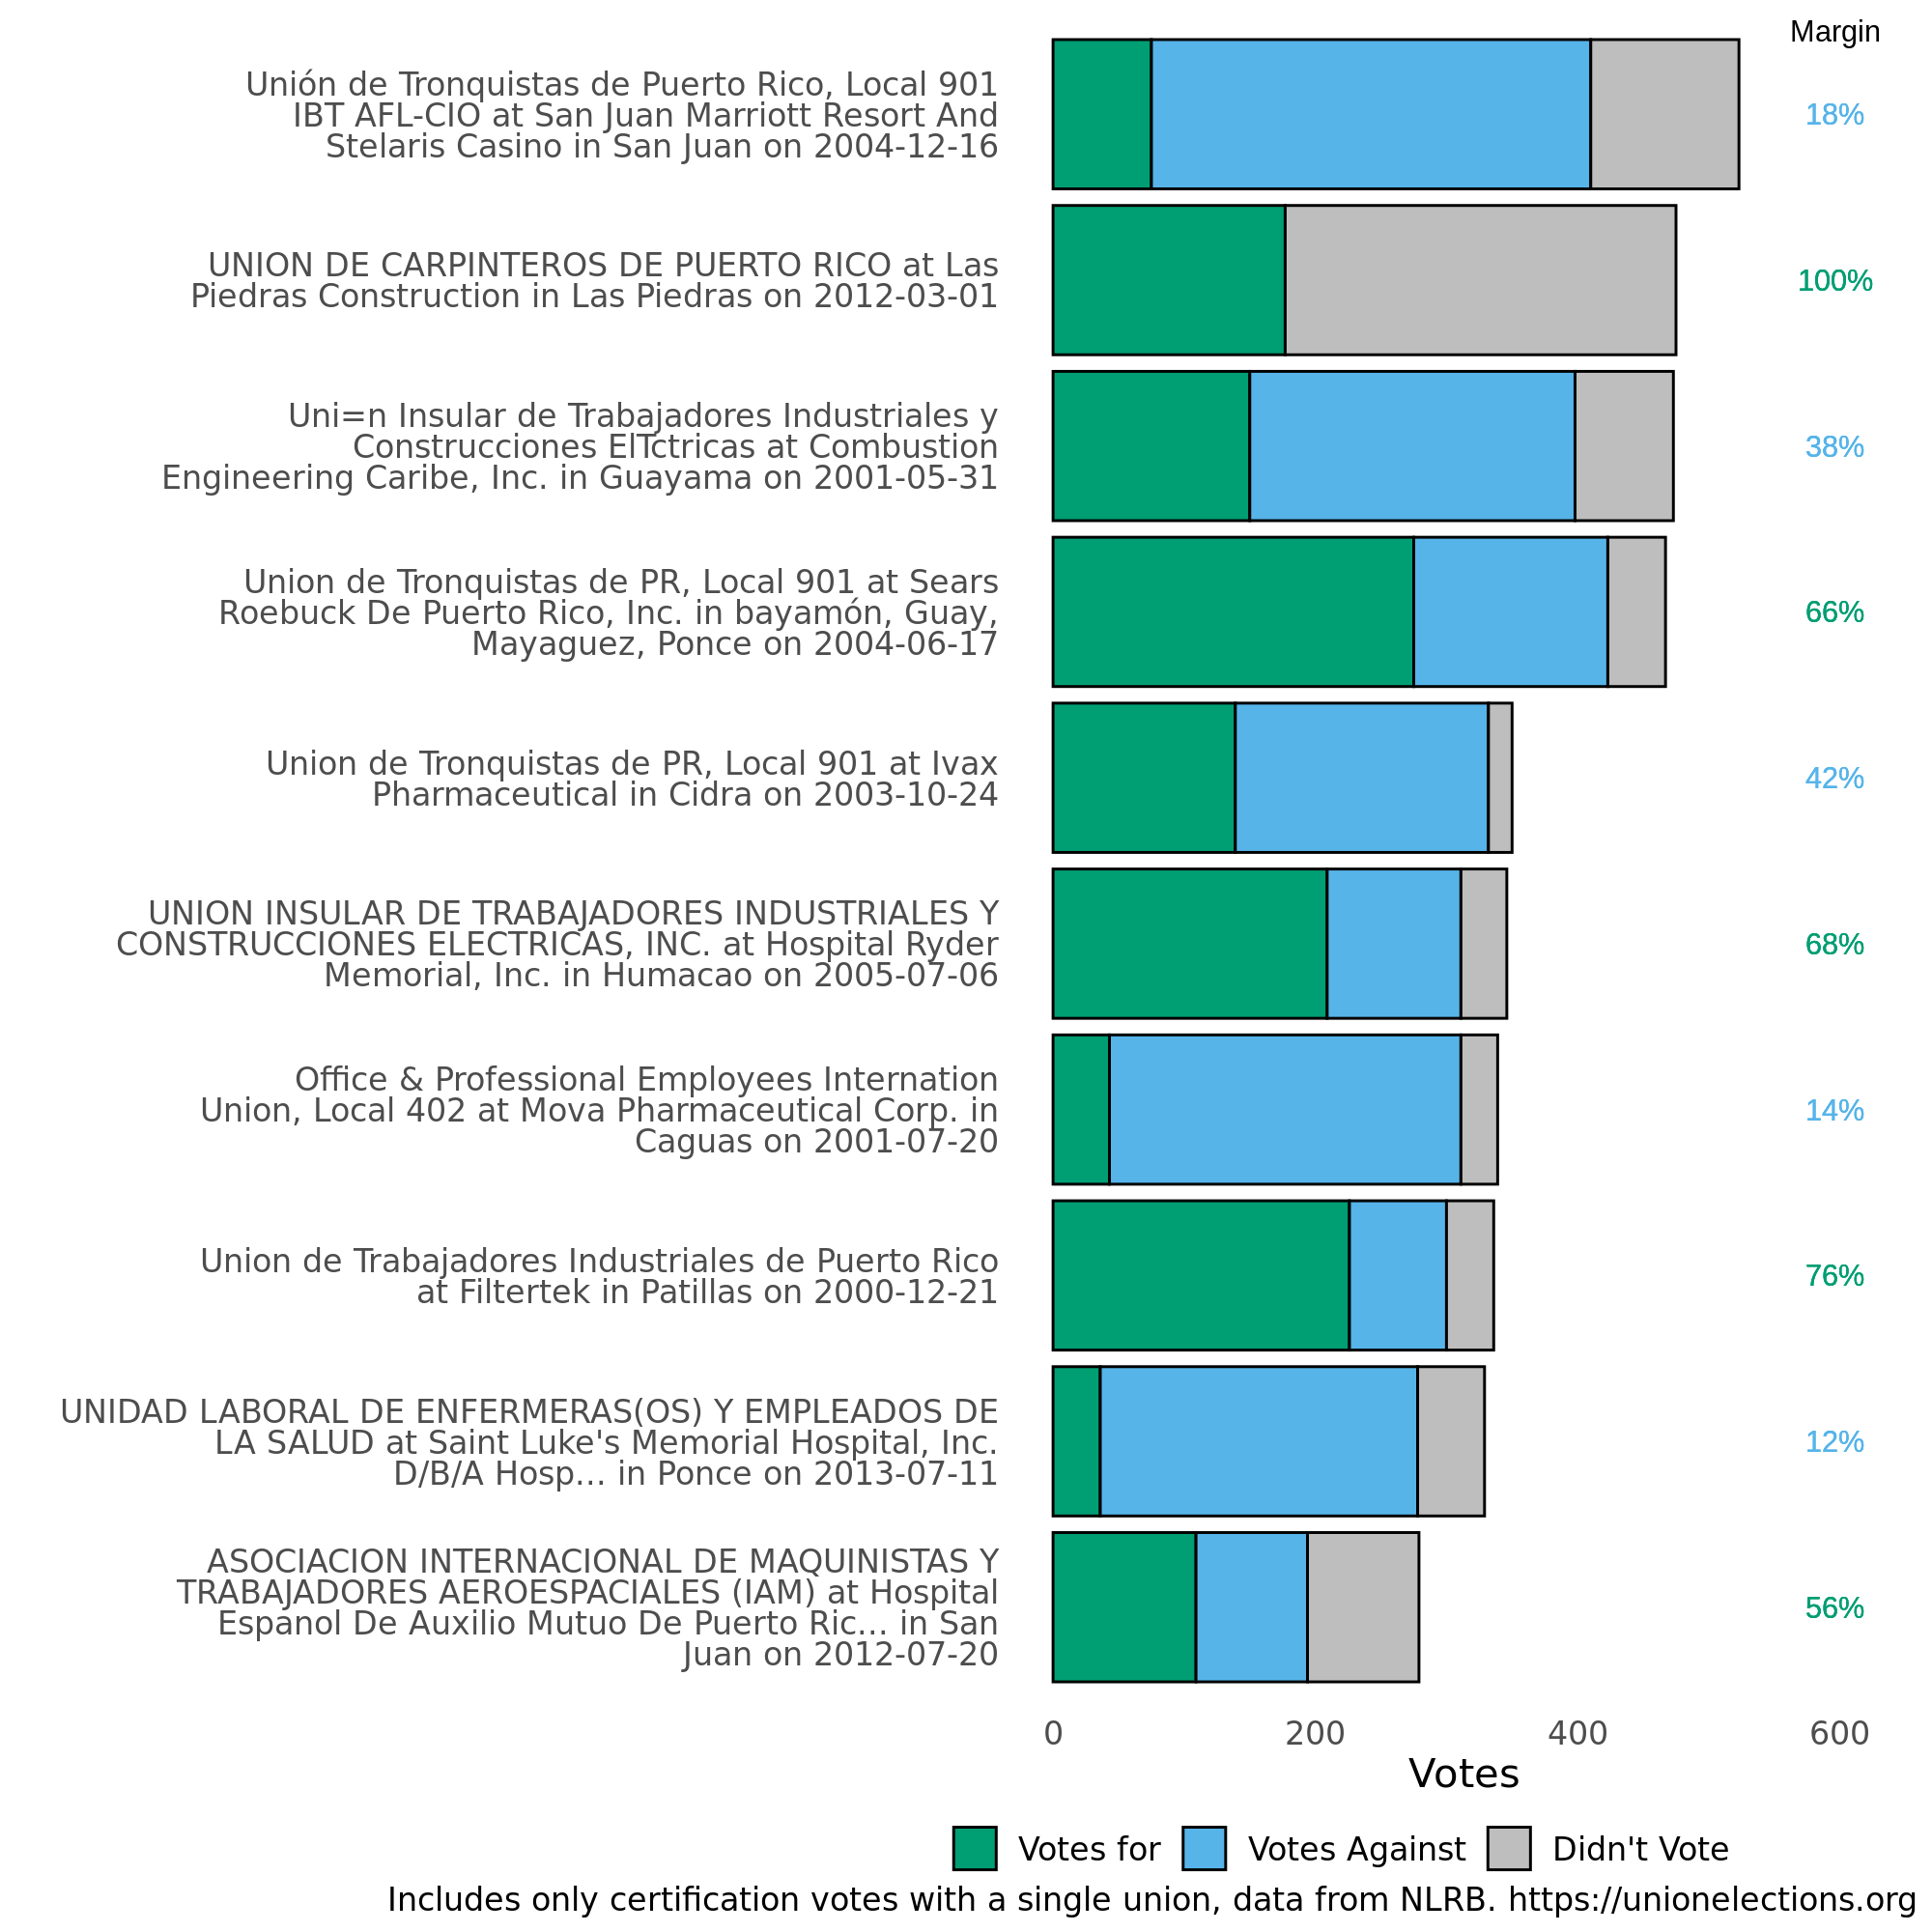 Margin
Unión de Tronquistas de Puerto Rico, Local 901
IBT AFL-CIO at San Juan Marriott Resort And
Stelaris Casino in San Juan on 2004-12-16
18%
UNION DE CARPINTEROS DE PUERTO RICO at Las
Piedras Construction in Las Piedras on 2012-03-01
100%
Uni=n Insular de Trabajadores Industriales y
Construcciones ElTctricas at Combustion
Engineering Caribe, Inc. in Guayama on 2001-05-31
38%
Union de Tronquistas de PR, Local 901 at Sears
Roebuck De Puerto Rico, Inc. in bayamón, Guay,
Mayaguez, Ponce on 2004-06-17
66%
Union de Tronquistas de PR, Local 901 at Ivax
Pharmaceutical in Cidra on 2003-10-24
42%
UNION INSULAR DE TRABAJADORES INDUSTRIALES Y
CONSTRUCCIONES ELECTRICAS, INC. at Hospital Ryder
Memorial, Inc. in Humacao on 2005-07-06
68%
Office & Professional Employees Internation
Union, Local 402 at Mova Pharmaceutical Corp. in
Caguas on 2001-07-20
14%
Union de Trabajadores Industriales de Puerto Rico
at Filtertek in Patillas on 2000-12-21
76%
UNIDAD LABORAL DE ENFERMERAS(OS) Y EMPLEADOS DE
LA SALUD at Saint Luke's Memorial Hospital, Inc.
D/B/A Hosp... in Ponce on 2013-07-11
12%
ASOCIACION INTERNACIONAL DE MAQUINISTAS Y
TRABAJADORES AEROESPACIALES (IAM) at Hospital
Espanol De Auxilio Mutuo De Puerto Ric... in San
Juan on 2012-07-20
56%
0 200 400 600
Votes
Votes for Votes Against Didn't Vote
Includes only certification votes with a single union, data from NLRB. https://unionelections.org